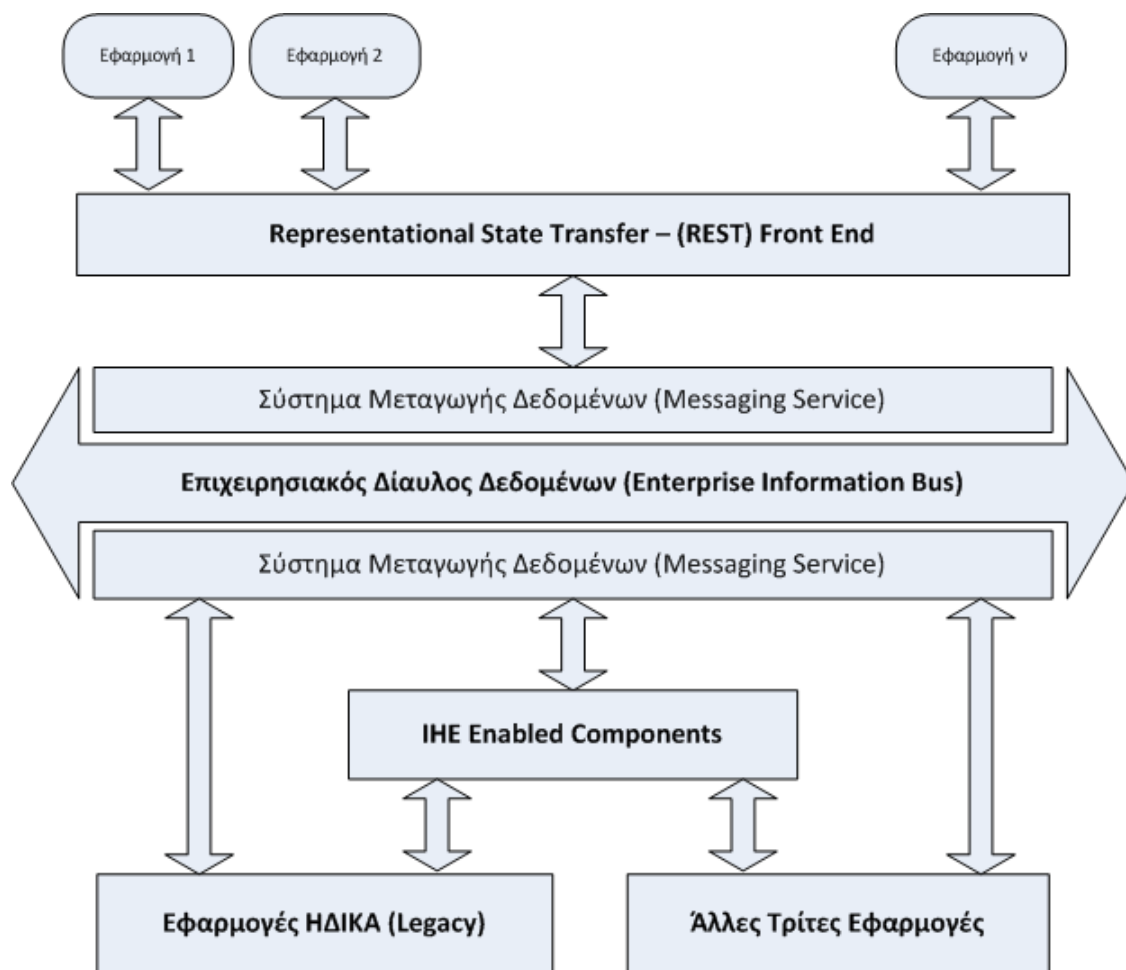 Εφαρμογή 1
Εφαρμογή 2
Εφαρμογή ν
Representational State Transfer – (REST) Front End
Σύστημα Μεταγωγής Δεδομένων (Messaging Service)
Επιχειρησιακός Δίαυλος Δεδομένων (Enterprise Information Bus)
Σύστημα Μεταγωγής Δεδομένων (Messaging Service)
IHE Enabled Components
Εφαρμογές ΗΔΙΚΑ (Legacy)
Άλλες Τρίτες Εφαρμογές